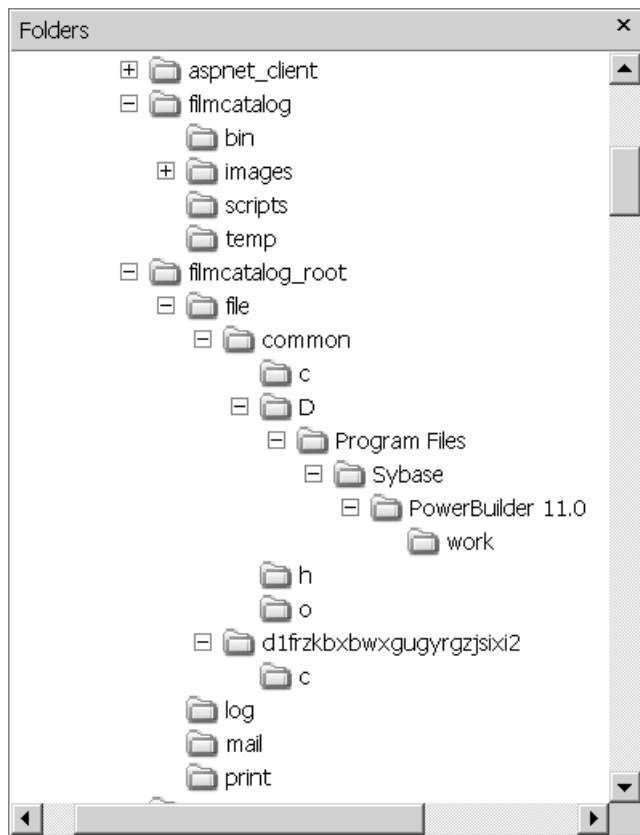 Folders
aspnet_client
filmcatalog
bin
images
scripts
temp
filmcatalog_root
file
common
c
D
Program Files
Sybase
PowerBuilder 11.0
work
h
o
d1frzkbxbwxgugyrgzjsixi2
c
log
mail
print